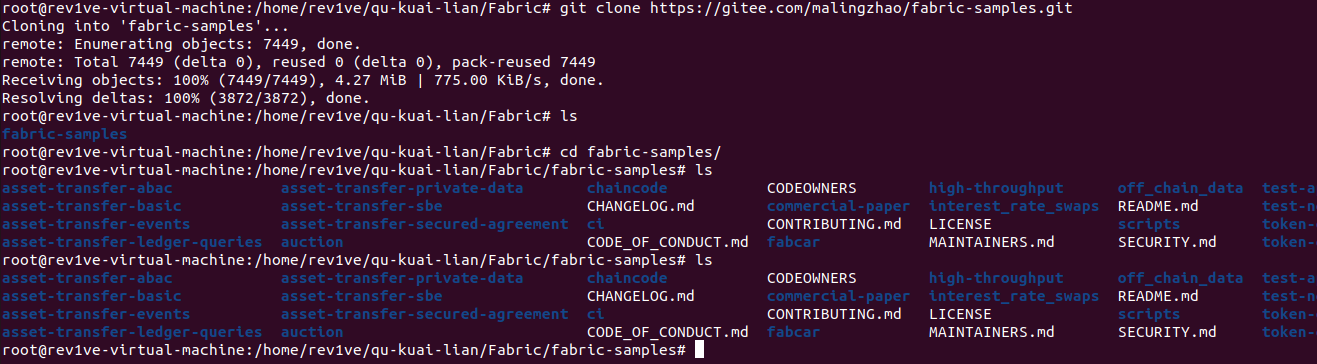 root@rev1ve-virtual-machine:/home/rev1ve/qu-kuai-lian/Fabric# git clone https://gitee.com/malingzhao/fabric-samples.git
Cloning into 'fabric-samples'...
remote: Enumerating objects: 7449, done.
remote: Total 7449 (delta 0), reused 0 (delta 0), pack-reused 7449
Receiving objects: 100% (7449/7449), 4.27 MiB | 775.00 KiB/s, done.
Resolving deltas: 100% (3872/3872), done.
root@rev1ve-virtual-machine:/home/rev1ve/qu-kuai-lian/Fabric# ls
fabric-samples
root@rev1ve-virtual-machine:/home/rev1ve/qu-kuai-lian/Fabric# cd fabric-samples/
root@rev1ve-virtual-machine:/home/rev1ve/qu-kuai-lian/Fabric/fabric-samples# ls
asset-transfer-abac asset-transfer-private-data chaincode CODEOWNERS high-throughput off_chain_data test-a
asset-transfer-basic asset-transfer-sbe CHANGELOG.md commercial-paper interest_rate_swaps README.md test-n
asset-transfer-events asset-transfer-secured-agreement ci CONTRIBUTING.md LICENSE scripts token-
asset-transfer-ledger-queries auction CODE_OF_CONDUCT.md fabcar MAINTAINERS.md SECURITY.md token-
root@rev1ve-virtual-machine:/home/rev1ve/qu-kuai-lian/Fabric/fabric-samples# ls
asset-transfer-abac asset-transfer-private-data chaincode CODEOWNERS high-throughput off_chain_data test-a
asset-transfer-basic asset-transfer-sbe CHANGELOG.md commercial-paper interest_rate_swaps README.md test-n
asset-transfer-events asset-transfer-secured-agreement ci CONTRIBUTING.md LICENSE scripts token-
asset-transfer-ledger-queries auction CODE_OF_CONDUCT.md fabcar MAINTAINERS.md SECURITY.md token-
root@rev1ve-virtual-machine:/home/rev1ve/qu-kuai-lian/Fabric/fabric-samples#